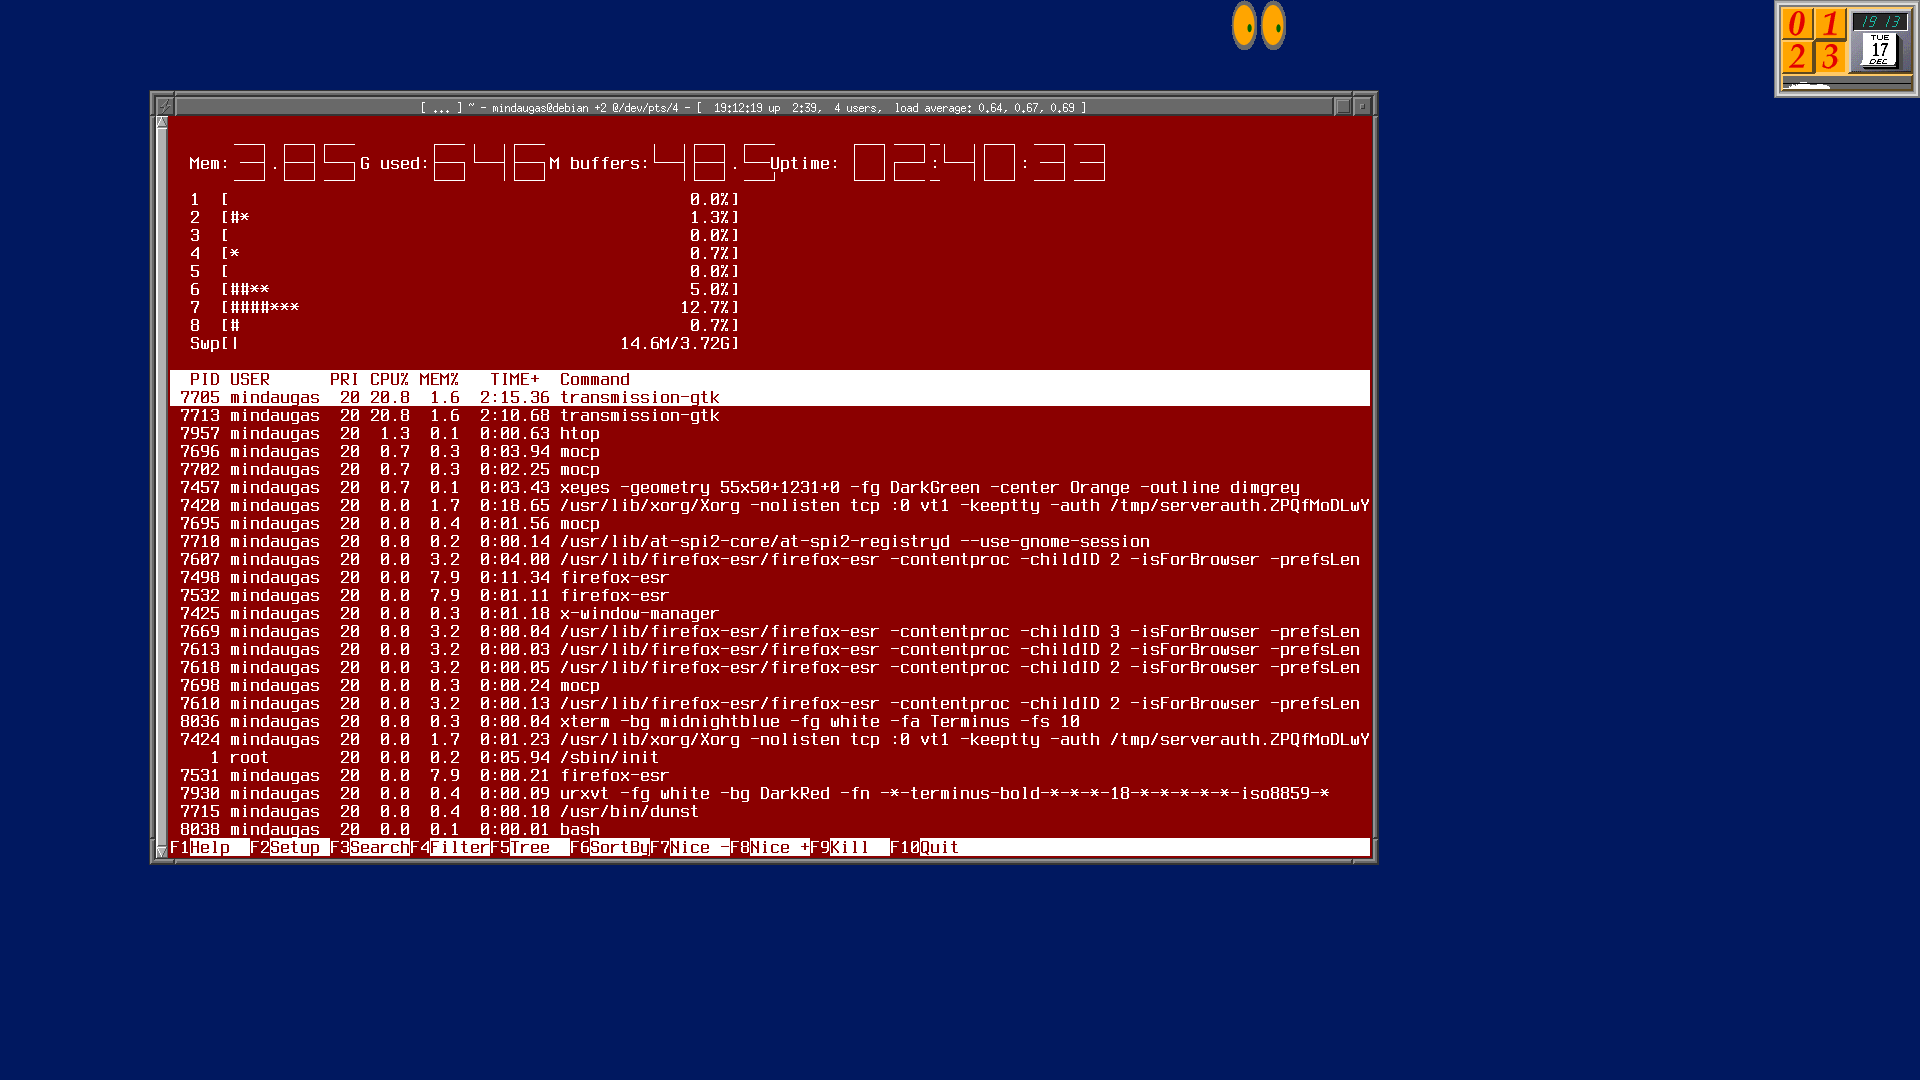 0 1 19 13
TUE
2 3 17
DEC
[ ... ] ~ - mindaugas@debian +2 @/dev/pts/4 - [  19:12:19 up  2:39,  4 users,  load average: 0.64, 0.67, 0.69 ]
Mem:3.85G used:646M buffers:48.5Uptime: 02:40:33
1  [ 0.0%]
2  [#* 1.3%]
3  [ 0.0%]
4  [* 0.7%]
5  [ 0.0%]
6  [##** 5.0%]
7  [####*** 12.7%]
8  [# 0.7%]
Swp[| 14.6M/3.72G]
PID USER PRI CPU% MEM% TIME+ Command
7705 mindaugas 20 20.8 1.6 2:15.36 transmission-gtk
7713 mindaugas 20 20.8 1.6 2:10.68 transmission-gtk
7957 mindaugas 20 1.3 0.1 0:00.63 htop
7696 mindaugas 20 0.7 0.3 0:03.94 mocp
7702 mindaugas 20 0.7 0.3 0:02.25 mocp
7457 mindaugas 20 0.7 0.1 0:03.43 xeyes -geometry 55x50+1231+0 -fg DarkGreen -center Orange -outline dimgrey
7420 mindaugas 20 0.0 1.7 0:18.65 /usr/lib/xorg/Xorg -nolisten tcp :0 vt1 -keeptty -auth /tmp/serverauth.ZPQfMoDLwY
7695 mindaugas 20 0.0 0.4 0:01.56 mocp
7710 mindaugas 20 0.0 0.2 0:00.14 /usr/lib/at-spi2-core/at-spi2-registryd --use-gnome-session
7607 mindaugas 20 0.0 3.2 0:04.00 /usr/lib/firefox-esr/firefox-esr -contentproc -childID 2 -isForBrowser -prefsLen
7498 mindaugas 20 0.0 7.9 0:11.34 firefox-esr
7532 mindaugas 20 0.0 7.9 0:01.11 firefox-esr
7425 mindaugas 20 0.0 0.3 0:01.18 x-window-manager
7669 mindaugas 20 0.0 3.2 0:00.04 /usr/lib/firefox-esr/firefox-esr -contentproc -childID 3 -isForBrowser -prefsLen
7613 mindaugas 20 0.0 3.2 0:00.03 /usr/lib/firefox-esr/firefox-esr -contentproc -childID 2 -isForBrowser -prefsLen
7618 mindaugas 20 0.0 3.2 0:00.05 /usr/lib/firefox-esr/firefox-esr -contentproc -childID 2 -isForBrowser -prefsLen
7698 mindaugas 20 0.0 0.3 0:00.24 mocp
7610 mindaugas 20 0.0 3.2 0:00.13 /usr/lib/firefox-esr/firefox-esr -contentproc -childID 2 -isForBrowser -prefsLen
8036 mindaugas 20 0.0 0.3 0:00.04 xterm -bg midnightblue -fg white -fa Terminus -fs 10
7424 mindaugas 20 0.0 1.7 0:01.23 /usr/lib/xorg/Xorg -nolisten tcp :0 vt1 -keeptty -auth /tmp/serverauth.ZPQfMoDLwY
1 root 20 0.0 0.2 0:05.94 /sbin/init
7531 mindaugas 20 0.0 7.9 0:00.21 firefox-esr
7930 mindaugas 20 0.0 0.4 0:00.09 urxvt -fg white -bg DarkRed -fn -*-terminus-bold-*-*-*-18-*-*-*-*-*-iso8859-*
7715 mindaugas 20 0.0 0.4 0:00.10 /usr/bin/dunst
8038 mindaugas 20 0.0 0.1 0:00.01 bash
F1Help  F2Setup F3SearchF4FilterF5Tree  F6SortByF7Nice -F8Nice +F9Kill  F10Quit